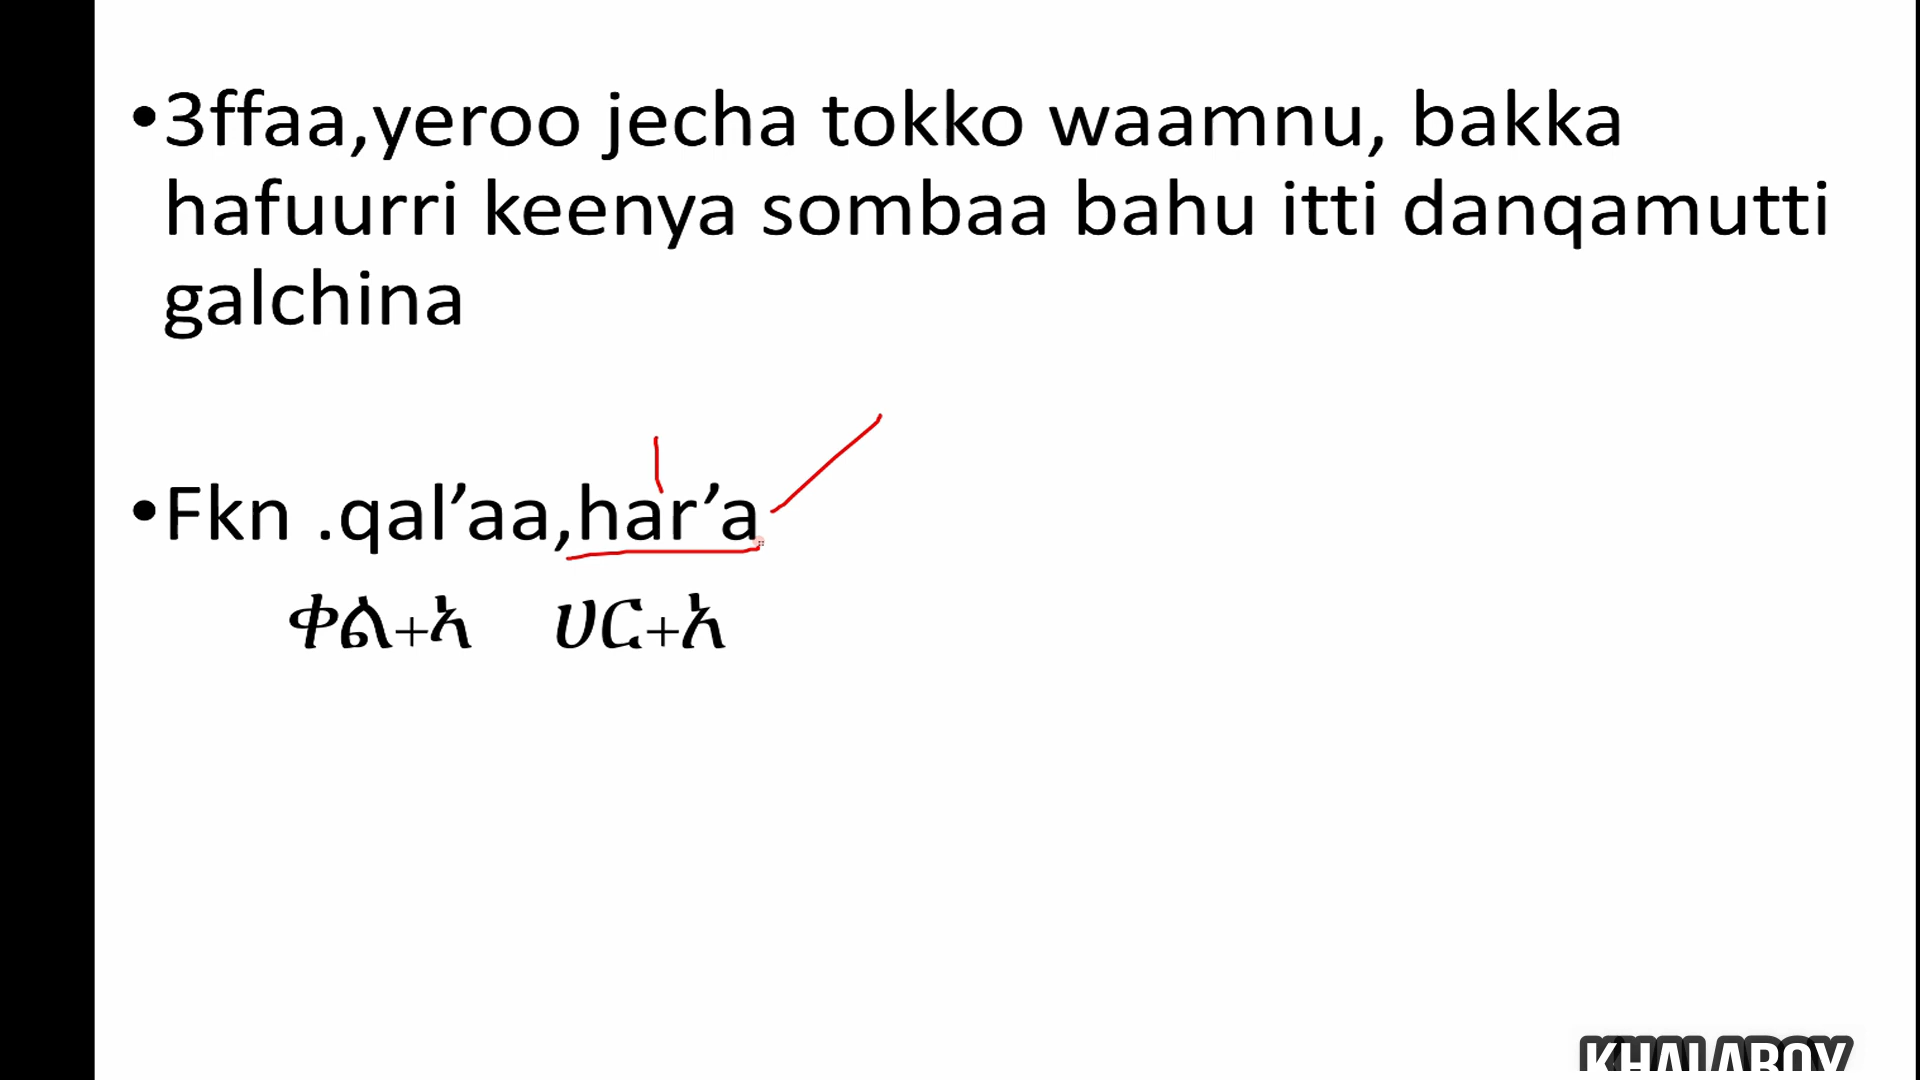 •3ffaa,yeroo jecha tokko waamnu, bakka
hafuurri keenya sombaa bahu itti danqamutti
galchina
•Fkn .qal’aa,har’a
ቀል+ኣ ሀር+አ
KHALABOY